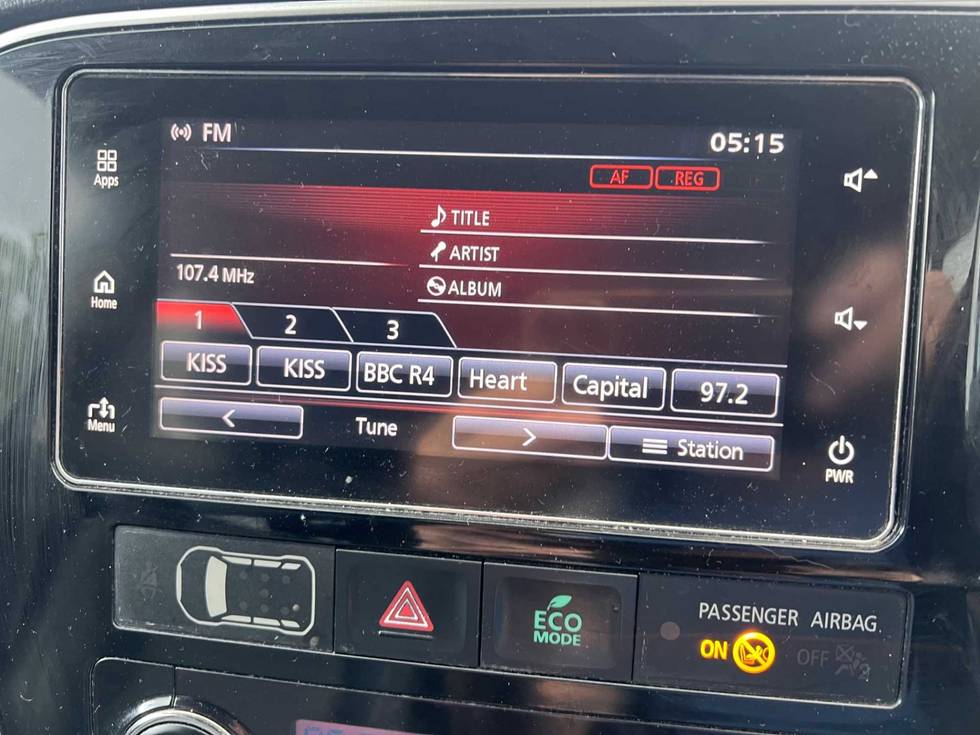 FM
05:15
AF REG
Apps
TITLE
ARTIST
107.4 MHz
ALBUM
Home
1 2 3
KISS KISS BBC R4 Heart Capital 97.2
< Tune > Station
Menu
PWR
ECO
MODE
PASSENGER AIRBAG
ON OFF